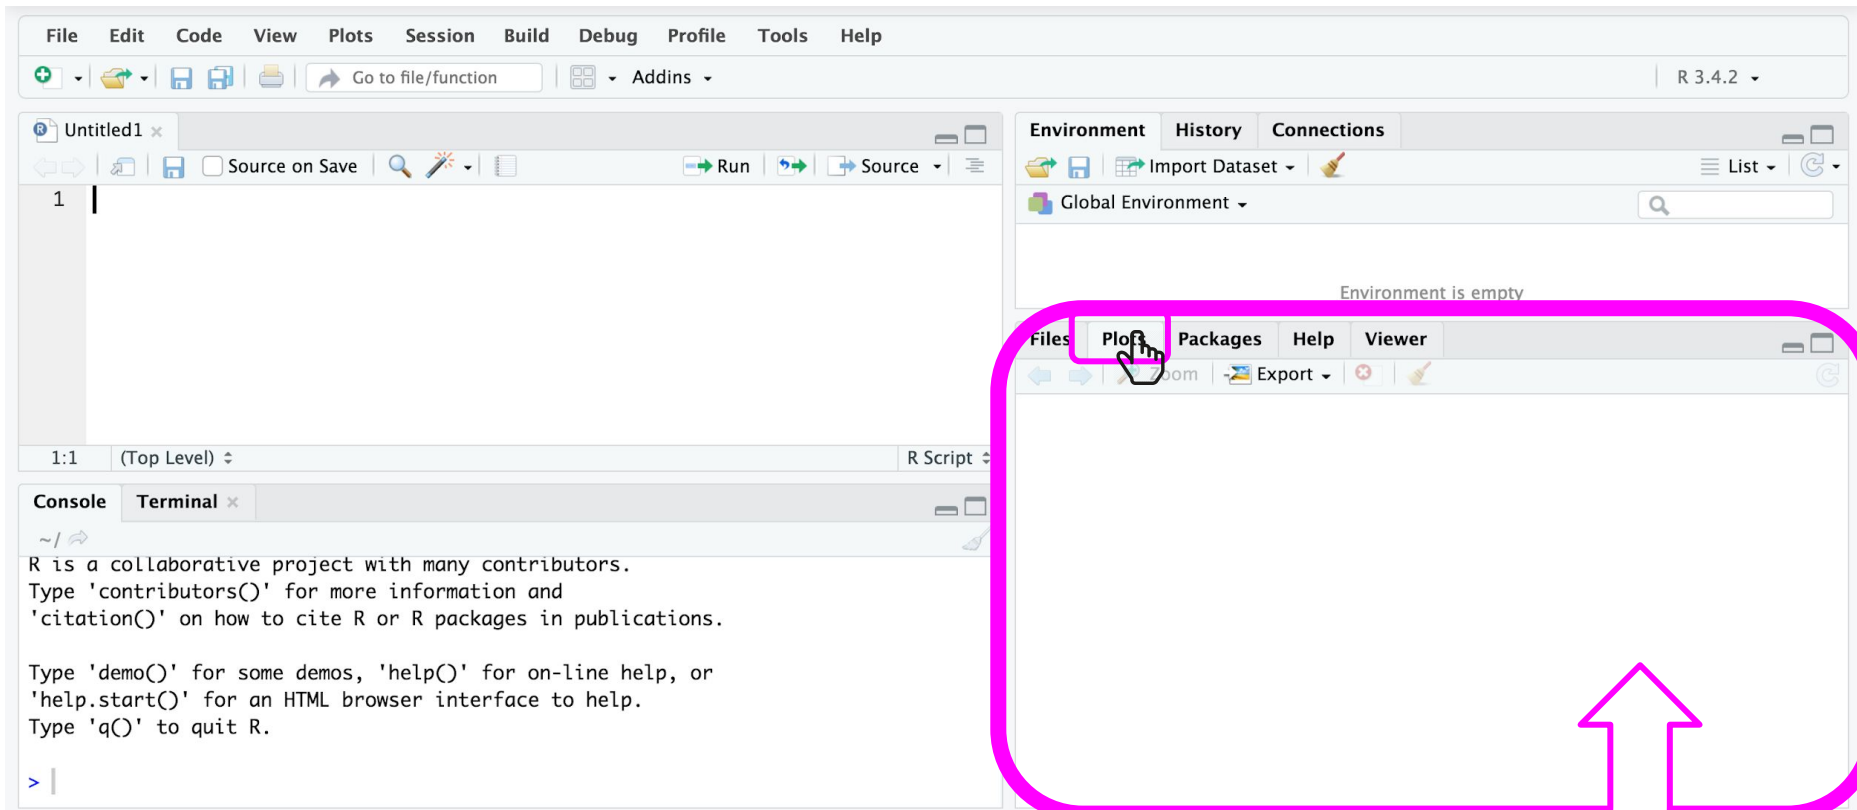 File Edit Code View Plots Session Build Debug Profile Tools Help
Go to file/function Addins R 3.4.2
Untitled1
Source on Save Run Source
1
1:1 (Top Level) R Script
Console Terminal
~/
R is a collaborative project with many contributors.
Type 'contributors()' for more information and
'citation()' on how to cite R or R packages in publications.
Type 'demo()' for some demos, 'help()' for on-line help, or
'help.start()' for an HTML browser interface to help.
Type 'q()' to quit R.
>
Environment History Connections
Import Dataset List
Global Environment
Environment is empty
Files Plots Packages Help Viewer
Zoom Export